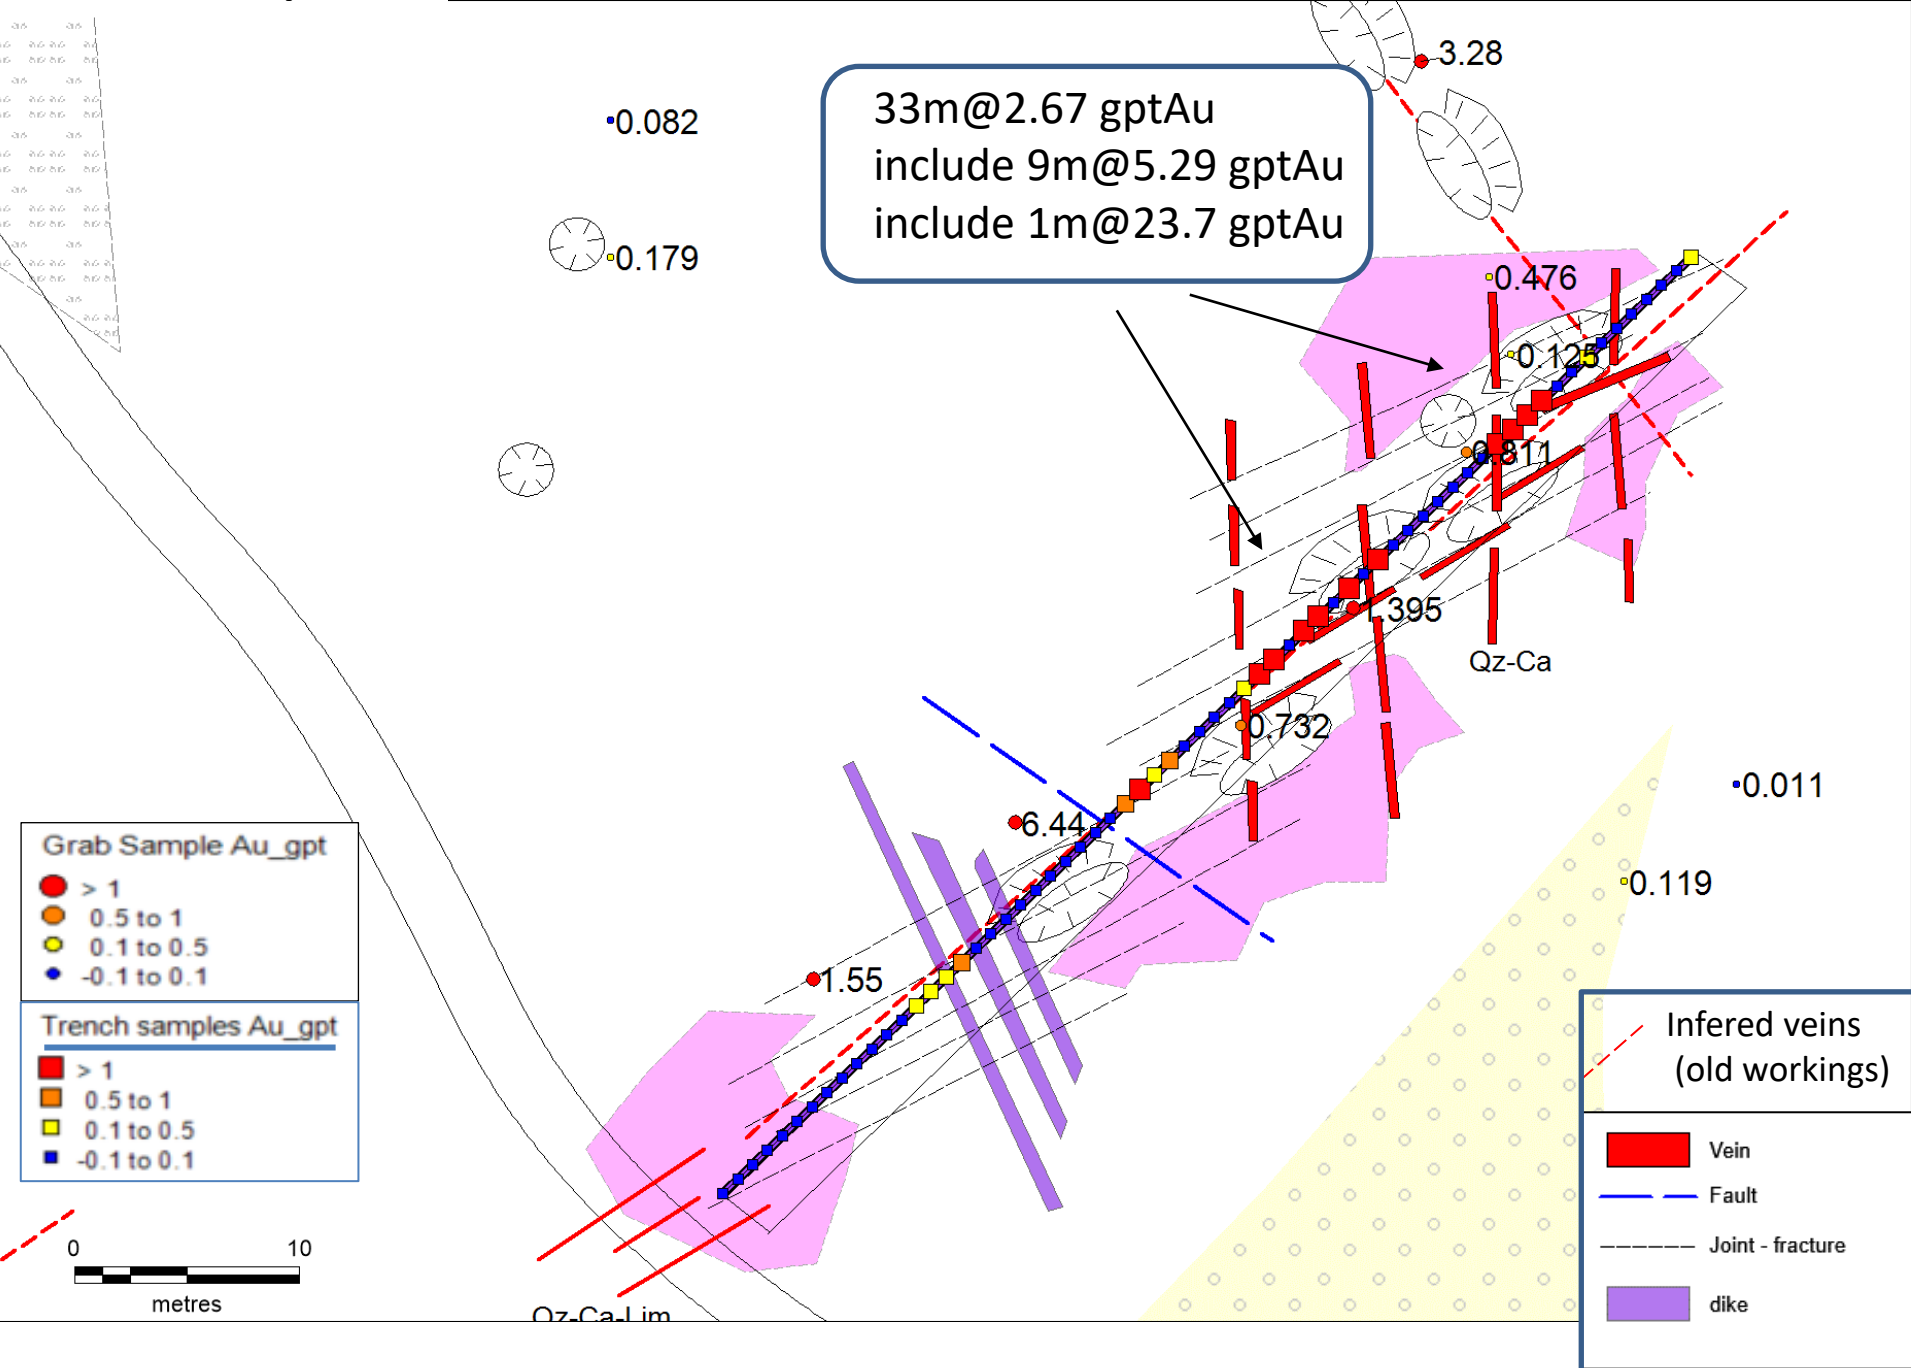 3.28
33m@2.67 gptAu
include 9m@5.29 gptAu
include 1m@23.7 gptAu
0.082
0.179
0.476
0.125
0.811
1.395
Qz-Ca
0.732
0.011
6.44
0.119
1.55
Grab Sample Au_gpt
> 1
0.5 to 1
0.1 to 0.5
-0.1 to 0.1
Trench samples Au_gpt
> 1
0.5 to 1
0.1 to 0.5
-0.1 to 0.1
0 10
metres
Qz-Ca-Lim
Infered veins
(old workings)
Vein
Fault
Joint - fracture
dike